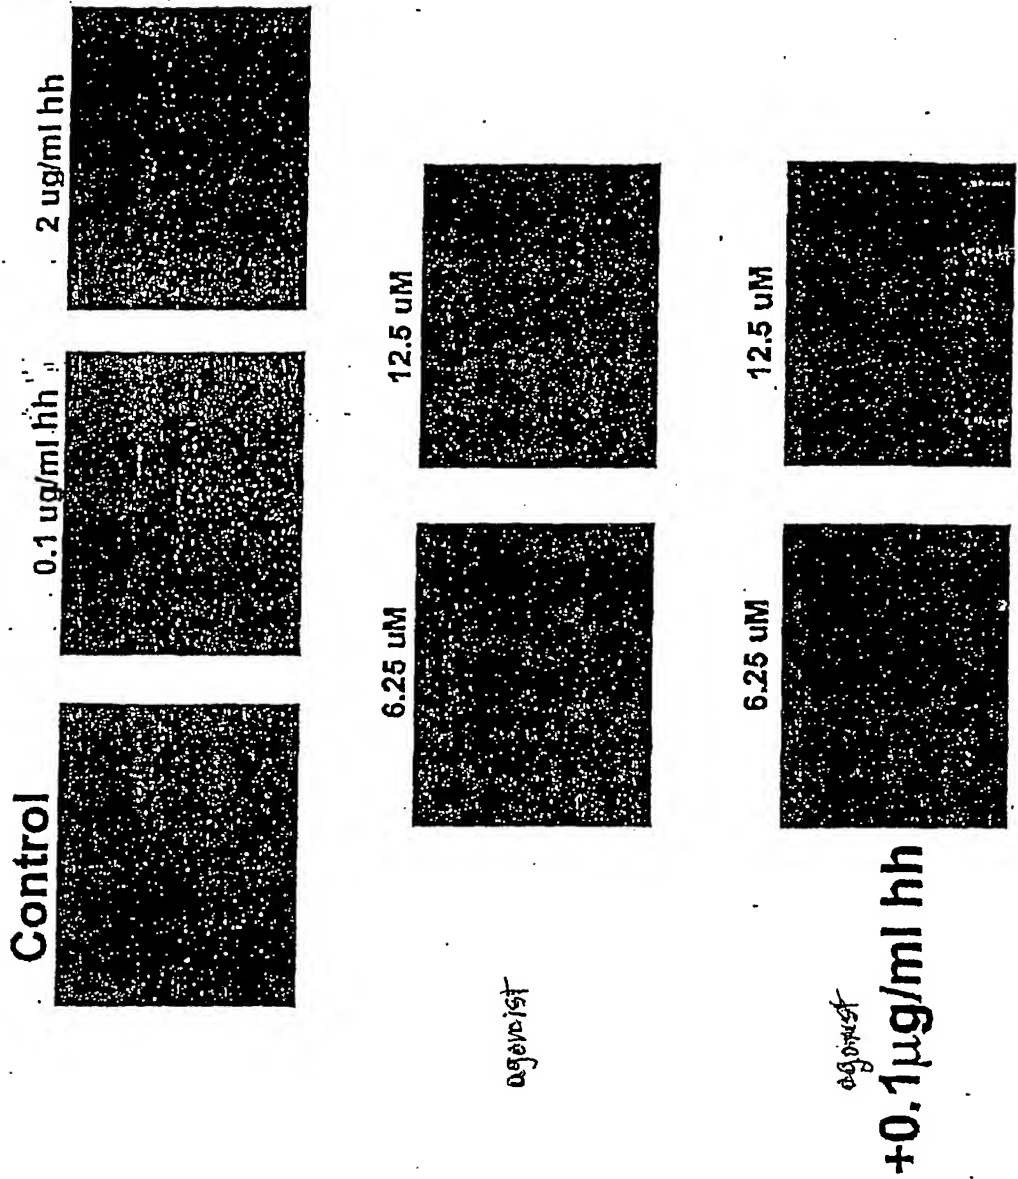 Control
0.1 ug/ml hh
2 ug/ml hh
agonist
6.25 uM
12.5 uM
agonist
+0.1µg/ml hh
6.25 uM
12.5 uM